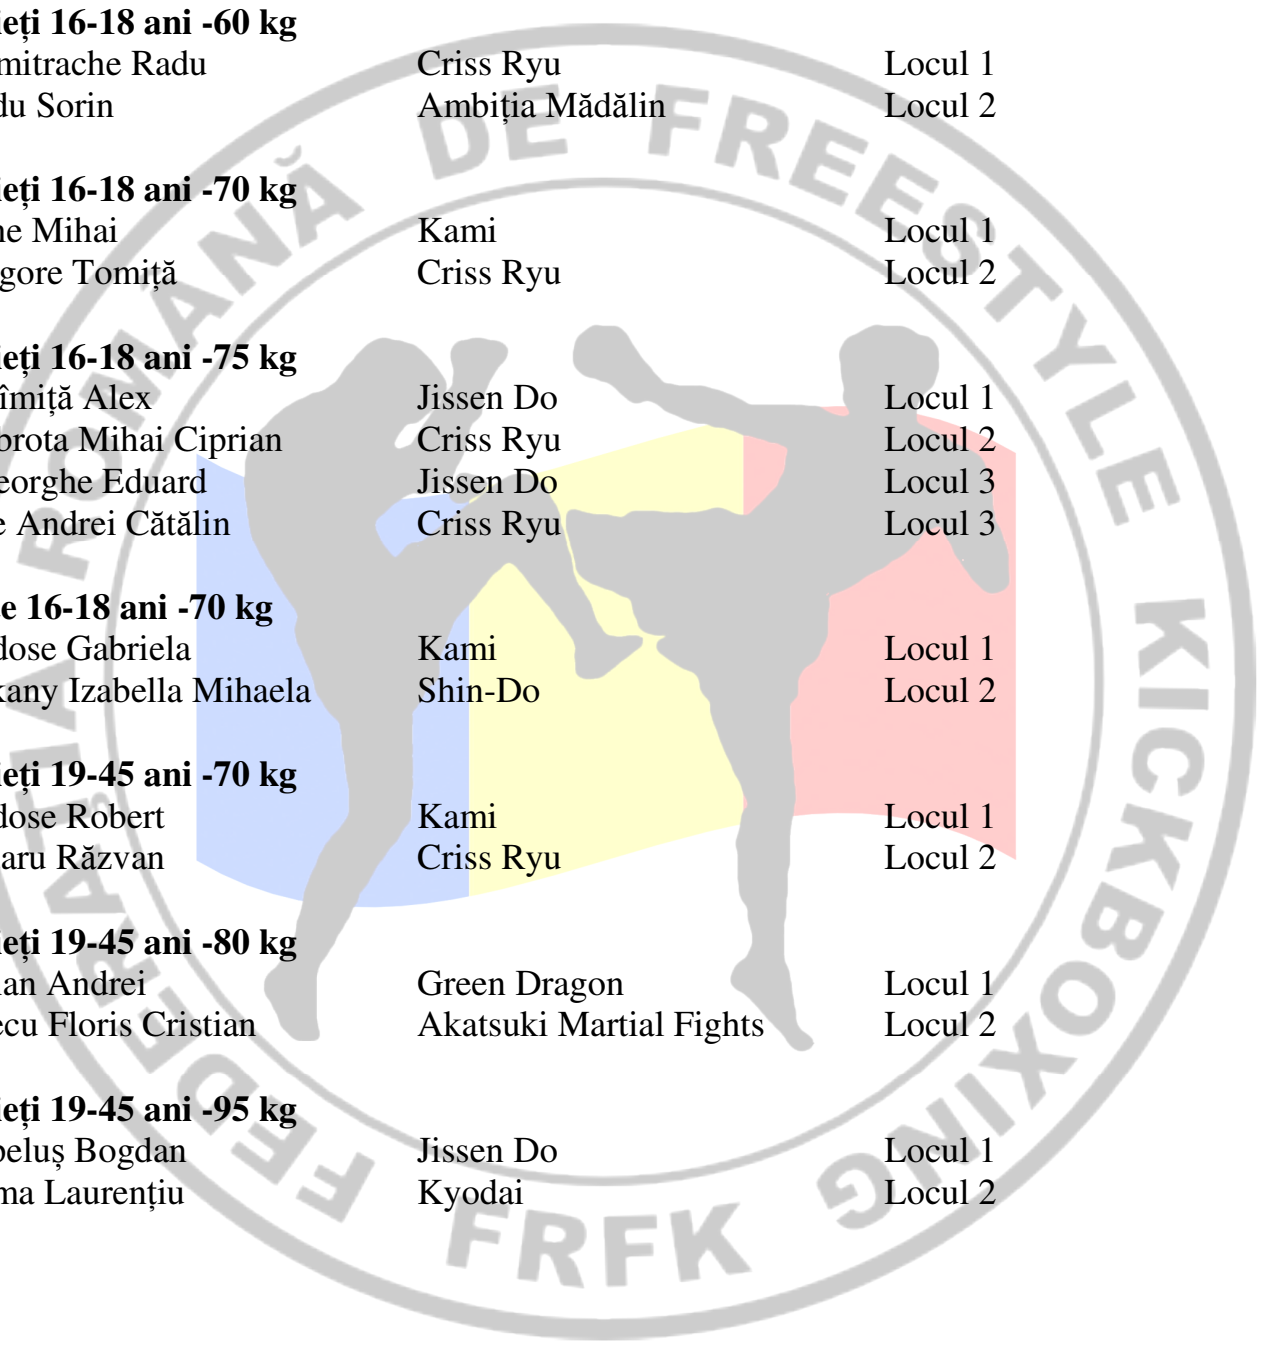 ieți 16-18 ani -60 kg
mitrache Radu Criss Ryu Locul 1
du Sorin Ambiția Mădălin Locul 2
ieți 16-18 ani -70 kg
ne Mihai Kami Locul 1
gore Tomiță Criss Ryu Locul 2
ieți 16-18 ani -75 kg
îmiță Alex Jissen Do Locul 1
brota Mihai Ciprian Criss Ryu Locul 2
eorghe Eduard Jissen Do Locul 3
e Andrei Cătălin Criss Ryu Locul 3
e 16-18 ani -70 kg
dose Gabriela Kami Locul 1
kany Izabella Mihaela Shin-Do Locul 2
ieți 19-45 ani -70 kg
dose Robert Kami Locul 1
aru Răzvan Criss Ryu Locul 2
ieți 19-45 ani -80 kg
an Andrei Green Dragon Locul 1
ecu Floris Cristian Akatsuki Martial Fights Locul 2
ieți 19-45 ani -95 kg
peluș Bogdan Jissen Do Locul 1
ma Laurențiu Kyodai Locul 2
FEDERAȚIA ROMÂNĂ DE FREESTYLE KICKBOXING
FRFK